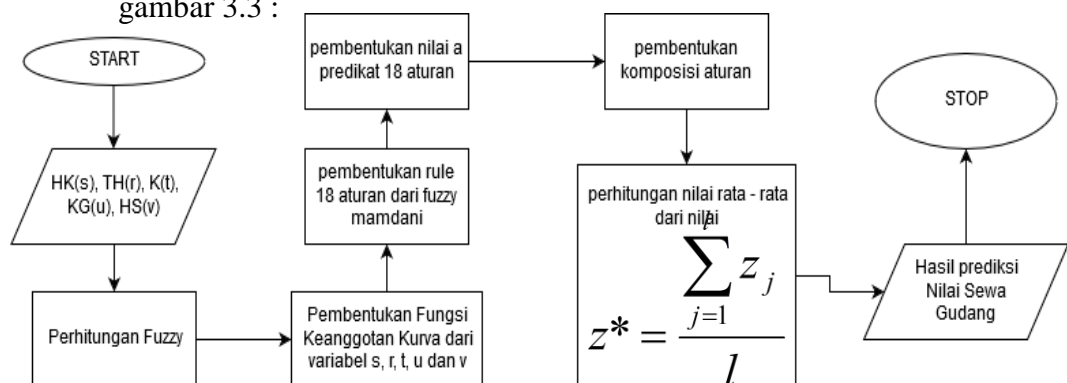 gambar 3.3 :
START
HK(s), TH(r), K(t),
KG(u), HS(v)
Perhitungan Fuzzy
Pembentukan Fungsi
Keanggotan Kurva dari
variabel s, r, t, u dan v
pembentukan rule
18 aturan dari fuzzy
mamdani
pembentukan nilai a
predikat 18 aturan
pembentukan
komposisi aturan
perhitungan nilai rata - rata
dari nilai
z* = \frac{\sum_{j=1}^{l} z_j}{l}
Hasil prediksi
Nilai Sewa
Gudang
STOP